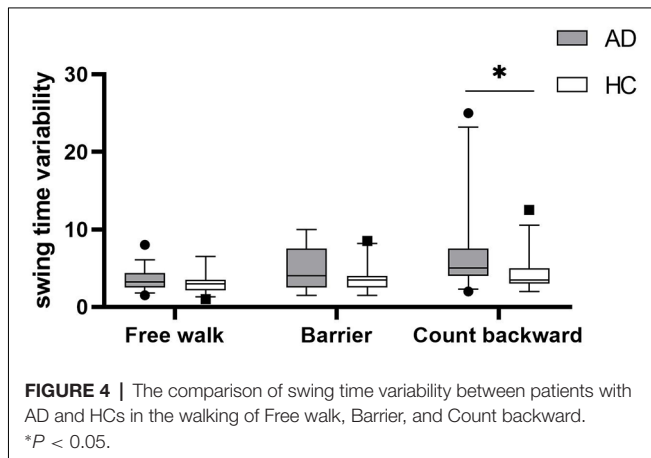 AD
HC
*
30
20
10
0
swing time variability
Free walk Barrier Count backward
FIGURE 4 | The comparison of swing time variability between patients with
AD and HCs in the walking of Free walk, Barrier, and Count backward.
*P < 0.05.